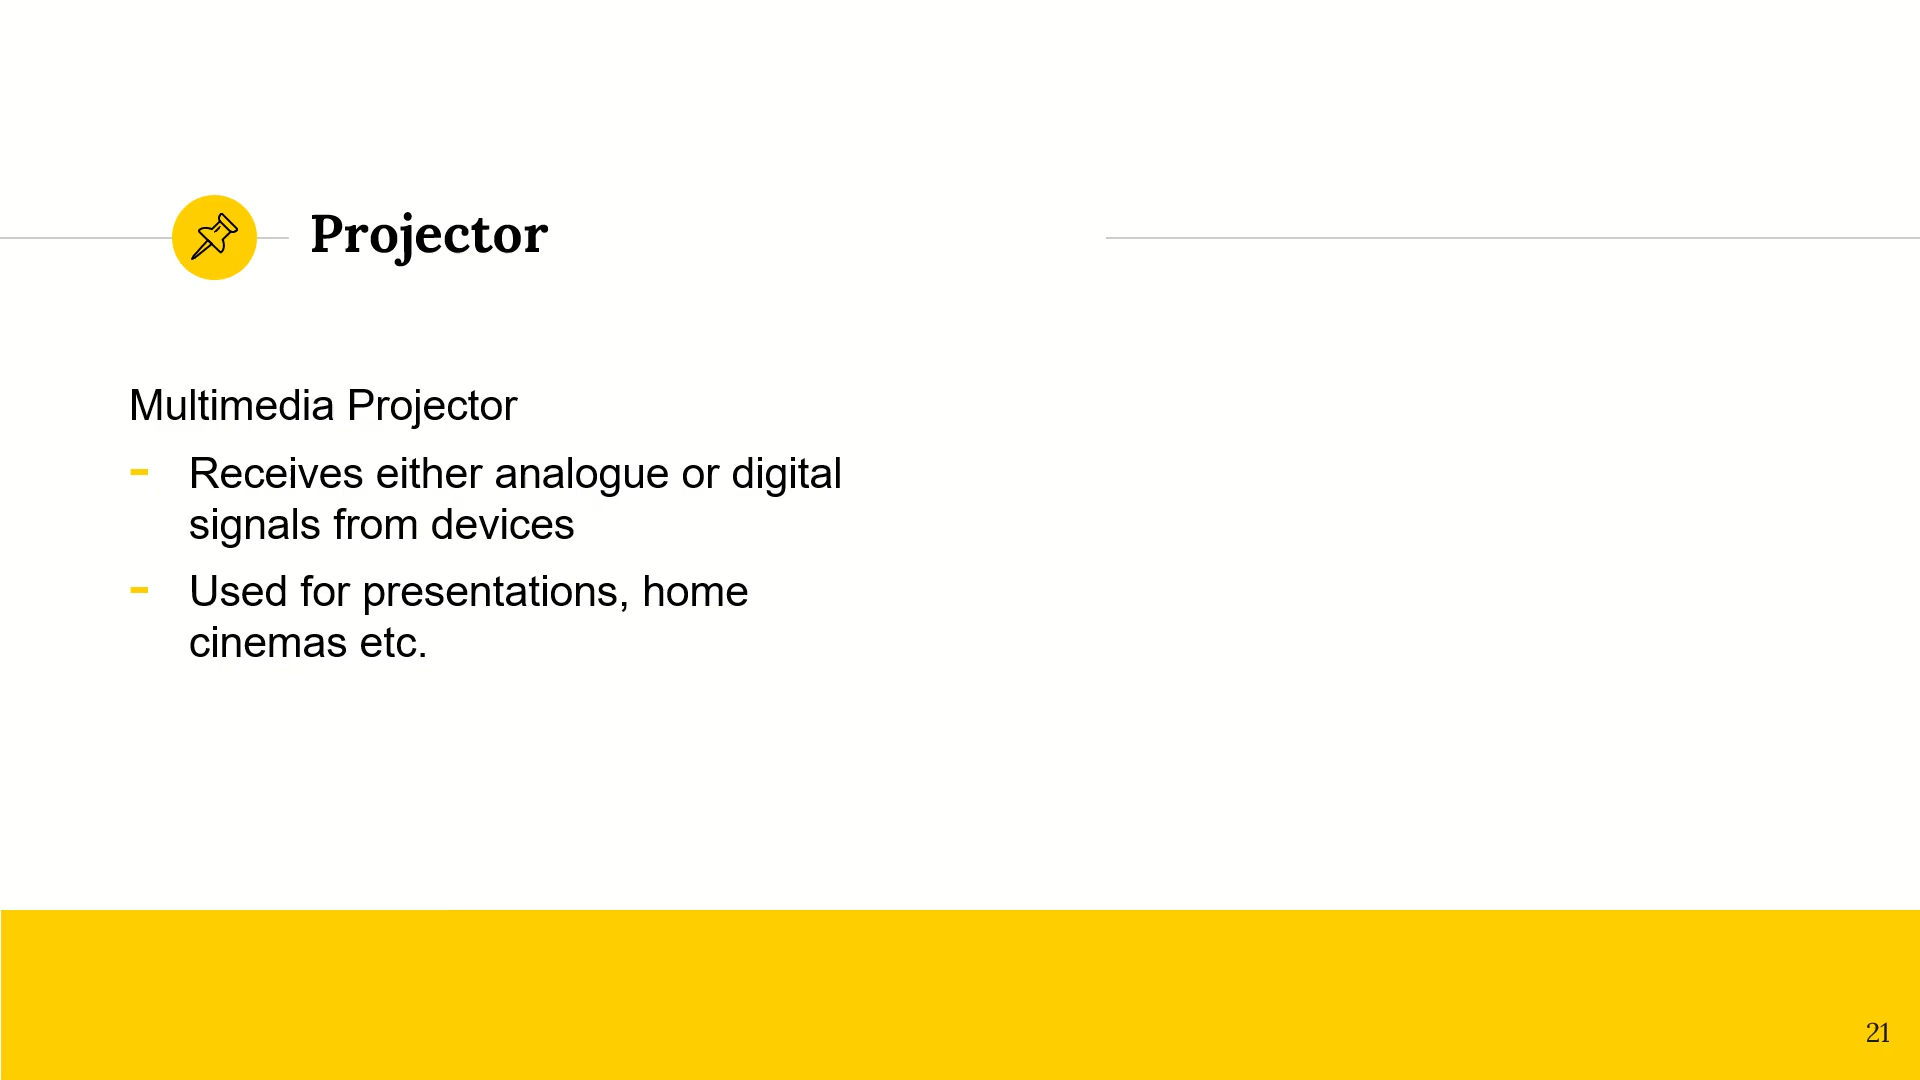 Projector
Multimedia Projector
- Receives either analogue or digital
signals from devices
- Used for presentations, home
cinemas etc.
21